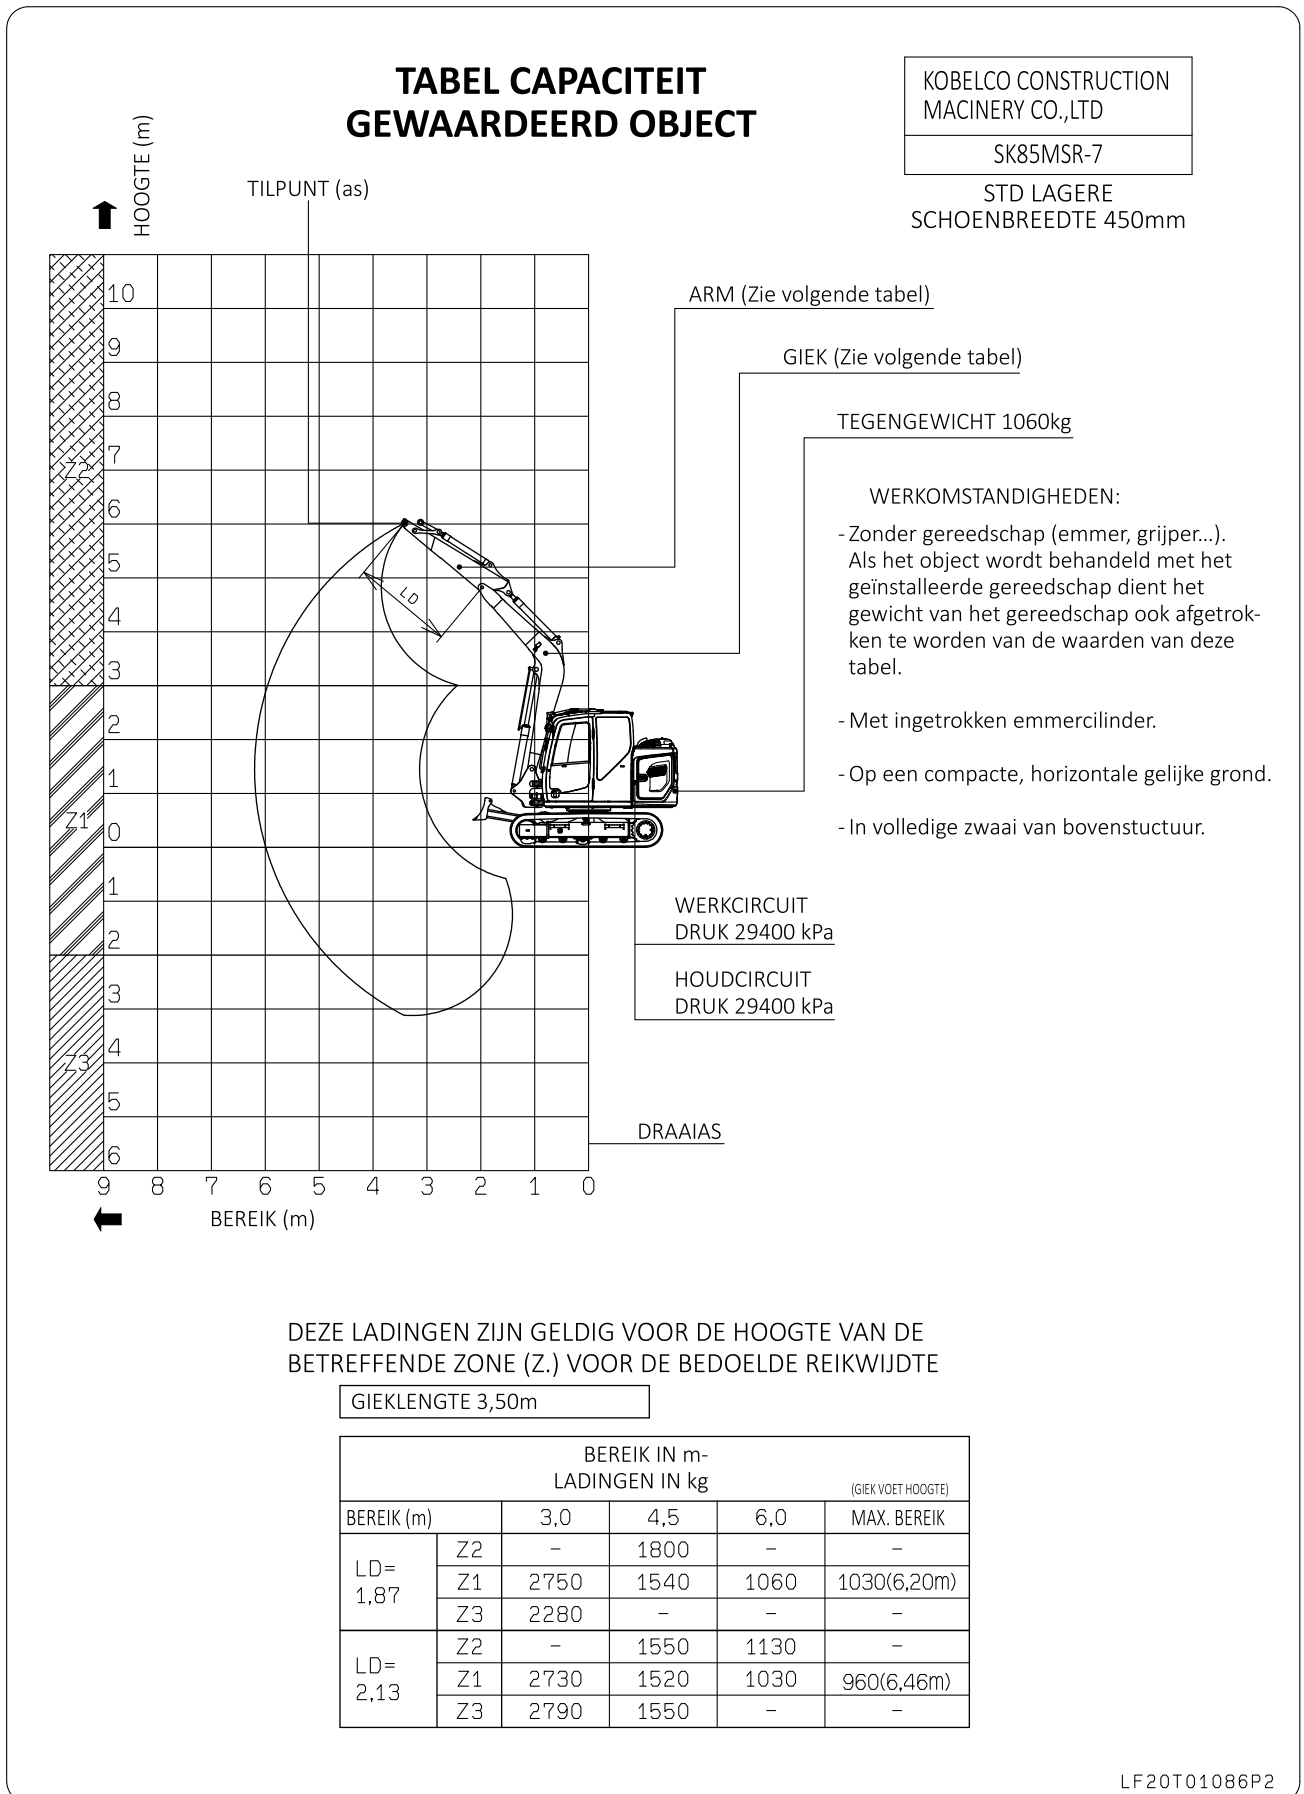 TABEL CAPACITEIT
GEWAARDEERD OBJECT
KOBELCO CONSTRUCTION
MACINERY CO.,LTD
SK85MSR-7
STD LAGERE
SCHOENBREEDTE 450mm
HOOGTE (m)
TILPUNT (as)
ARM (Zie volgende tabel)
GIEK (Zie volgende tabel)
TEGENGEWICHT 1060kg
WERKOMSTANDIGHEDEN:
- Zonder gereedschap (emmer, grijper...).
Als het object wordt behandeld met het
geïnstalleerde gereedschap dient het
gewicht van het gereedschap ook afgetrok-
ken te worden van de waarden van deze
tabel.
- Met ingetrokken emmercilinder.
- Op een compacte, horizontale gelijke grond.
- In volledige zwaai van bovenstuctuur.
10
9
8
7
Z2
6
5
LD
4
3
2
1
Z1
0
1
2
3
4
Z3
5
6
WERKCIRCUIT
DRUK 29400 kPa
HOUDCIRCUIT
DRUK 29400 kPa
DRAAIAS
9 8 7 6 5 4 3 2 1 0
BEREIK (m)
DEZE LADINGEN ZIJN GELDIG VOOR DE HOOGTE VAN DE
BETREFFENDE ZONE (Z.) VOOR DE BEDOELDE REIKWIJDTE
GIEKLENGTE 3,50m
BEREIK IN m-
LADINGEN IN kg
(GIEK VOET HOOGTE)
BEREIK (m) 3,0 4,5 6,0 MAX. BEREIK
LD=
1,87
Z2 – 1800 – –
Z1 2750 1540 1060 1030(6,20m)
Z3 2280 – – –
LD=
2,13
Z2 – 1550 1130 –
Z1 2730 1520 1030 960(6,46m)
Z3 2790 1550 – –
LF20T01086P2